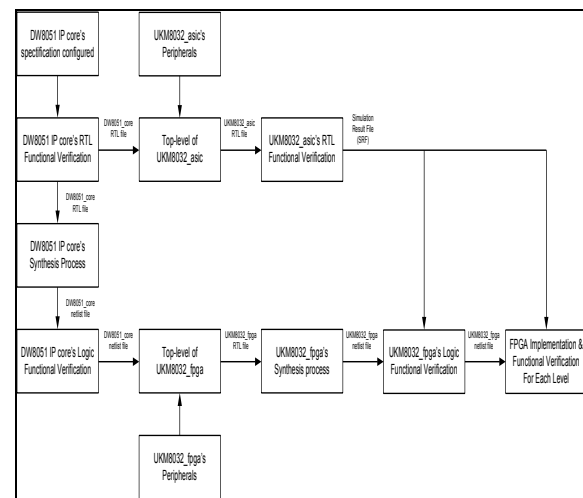 DW8051 IP core's
spectification configured
UKM8032_asic's
Peripherals
DW8051 IP core's RTL
Functional Verification
DW8051_core
RTL file
Top-level of
UKM8032_asic
UKM8032_asic
RTL file
UKM8032_asic's RTL
Functional Verification
Simulation
Result File
(SRF)
DW8051_core
RTL file
DW8051 IP core's
Synthesis Process
DW8051_core
netlist file
DW8051 IP core's Logic
Functional Verification
DW8051_core
netlist file
Top-level of
UKM8032_fpga
UKM8032_fpga
RTL file
UKM8032_fpga's
Synthesis process
UKM8032_fpga
netlist file
UKM8032_fpga's Logic
Functional Verification
UKM8032_fpga
netlist file
FPGA Implementation &
Functional Verification
For Each Level
UKM8032_fpga's
Peripherals